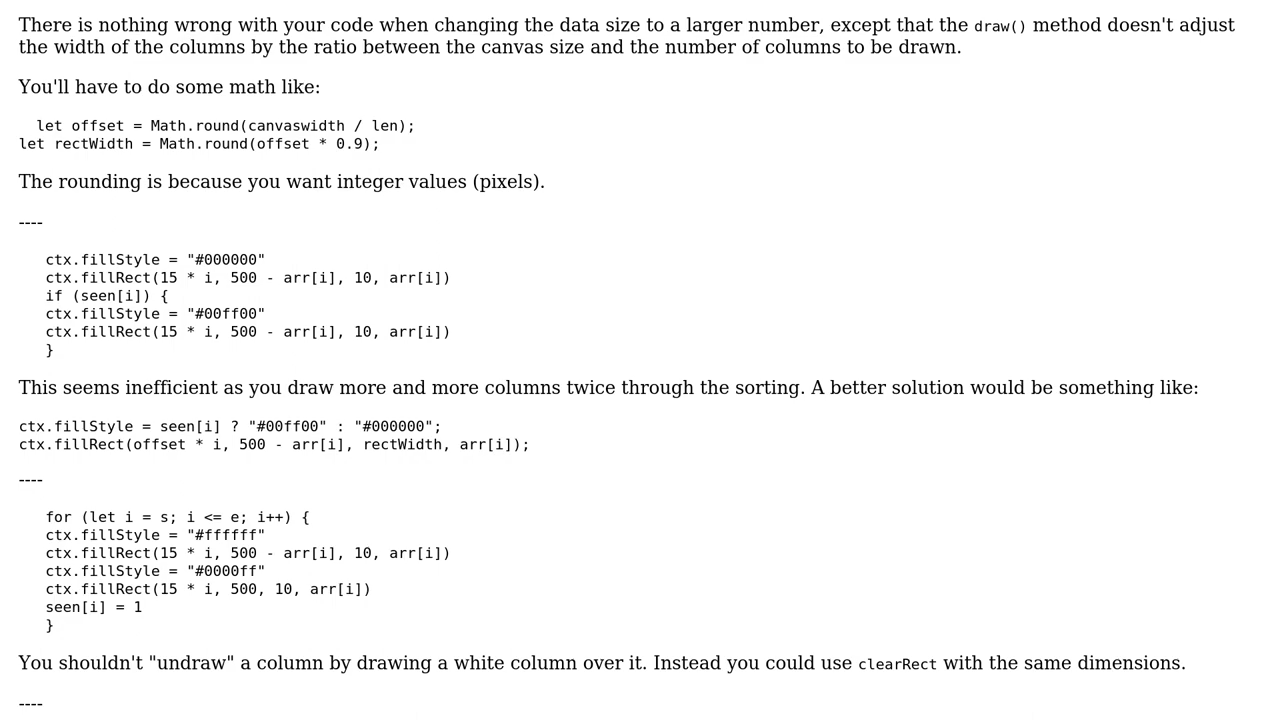 There is nothing wrong with your code when changing the data size to a larger number, except that the draw() method doesn't adjust
the width of the columns by the ratio between the canvas size and the number of columns to be drawn.
You'll have to do some math like:
let offset = Math.round(canvaswidth / len);
let rectWidth = Math.round(offset * 0.9);
The rounding is because you want integer values (pixels).
----
ctx.fillStyle = "#000000"
ctx.fillRect(15 * i, 500 - arr[i], 10, arr[i])
if (seen[i]) {
ctx.fillStyle = "#00ff00"
ctx.fillRect(15 * i, 500 - arr[i], 10, arr[i])
}
This seems inefficient as you draw more and more columns twice through the sorting. A better solution would be something like:
ctx.fillStyle = seen[i] ? "#00ff00" : "#000000";
ctx.fillRect(offset * i, 500 - arr[i], rectWidth, arr[i]);
----
for (let i = s; i <= e; i++) {
ctx.fillStyle = "#ffffff"
ctx.fillRect(15 * i, 500 - arr[i], 10, arr[i])
ctx.fillStyle = "#0000ff"
ctx.fillRect(15 * i, 500, 10, arr[i])
seen[i] = 1
}
You shouldn't "undraw" a column by drawing a white column over it. Instead you could use clearRect with the same dimensions.
----